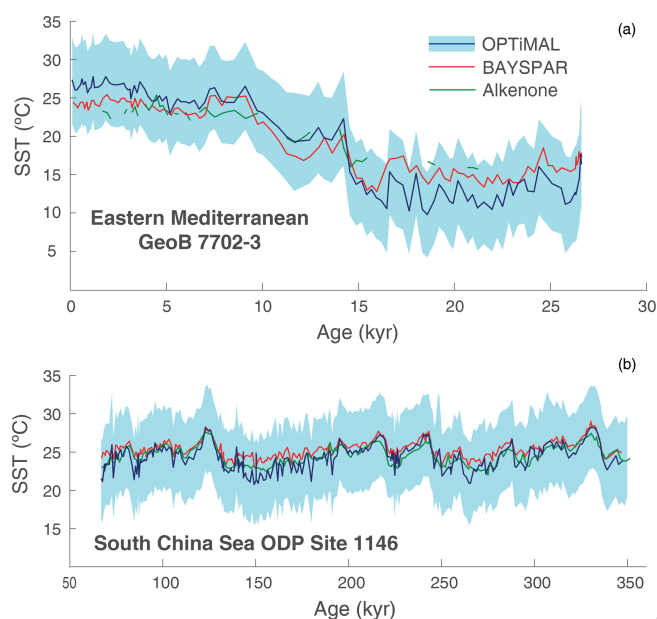 (a)
35
30
25
20
15
10
5
SST (ºC)
OPTiMAL
BAYSPAR
Alkenone
Eastern Mediterranean
GeoB 7702-3
0 5 10 15 20 25 30
Age (kyr)
(b)
35
30
25
20
15
SST (ºC)
South China Sea ODP Site 1146
50 100 150 200 250 300 350
Age (kyr)